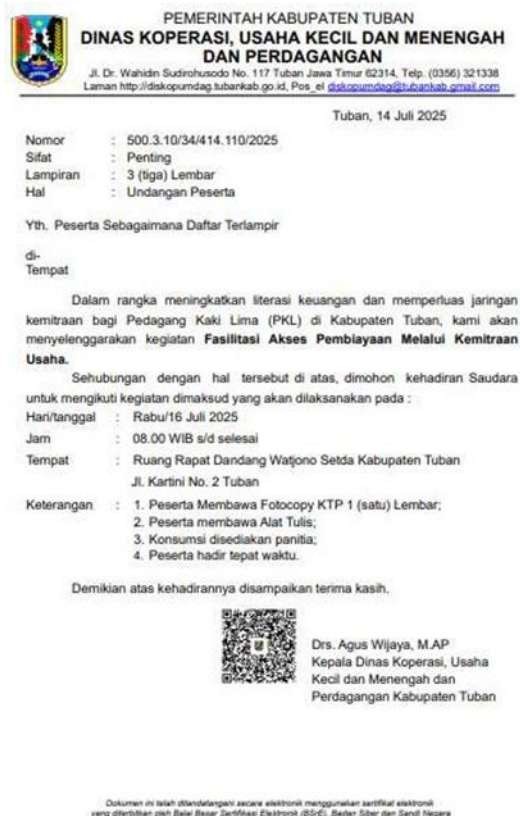 PEMERINTAH KABUPATEN TUBAN
DINAS KOPERASI, USAHA KECIL DAN MENENGAH
DAN PERDAGANGAN
Jl. Dr. Wahidin Sudirohusodo No. 117 Tuban Jawa Timur 62314, Telp. (0356) 321338
Laman http://diskopumdag.tubankab.go.id, Pos_el diskopumdag@tubankab.gmail.com
Tuban, 14 Juli 2025
Nomor : 500.3.10/34/414.110/2025
Sifat : Penting
Lampiran : 3 (tiga) Lembar
Hal : Undangan Peserta
Yth. Peserta Sebagaimana Daftar Terlampir
di-
Tempat
Dalam rangka meningkatkan literasi keuangan dan memperluas jaringan
kemitraan bagi Pedagang Kaki Lima (PKL) di Kabupaten Tuban, kami akan
menyelenggarakan kegiatan Fasilitasi Akses Pembiayaan Melalui Kemitraan
Usaha.
Sehubungan dengan hal tersebut di atas, dimohon kehadiran Saudara
untuk mengikuti kegiatan dimaksud yang akan dilaksanakan pada :
Hari/tanggal : Rabu/16 Juli 2025
Jam : 08.00 WIB s/d selesai
Tempat : Ruang Rapat Dandang Watjono Setda Kabupaten Tuban
Jl. Kartini No. 2 Tuban
Keterangan : 1. Peserta Membawa Fotocopy KTP 1 (satu) Lembar;
2. Peserta membawa Alat Tulis;
3. Konsumsi disediakan panitia;
4. Peserta hadir tepat waktu.
Demikian atas kehadirannya disampaikan terima kasih.
Drs. Agus Wijaya, M.AP
Kepala Dinas Koperasi, Usaha
Kecil dan Menengah dan
Perdagangan Kabupaten Tuban
Dokumen ini telah ditandatangani secara elektronik menggunakan sertifikat elektronik
yang diterbitkan oleh Balai Besar Sertifikasi Elektronik (BSrE), Badan Siber dan Sandi Negara